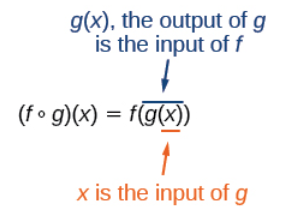 g(x), the output of g
is the input of f
(f ∘ g)(x) = f(g(x))
x is the input of g